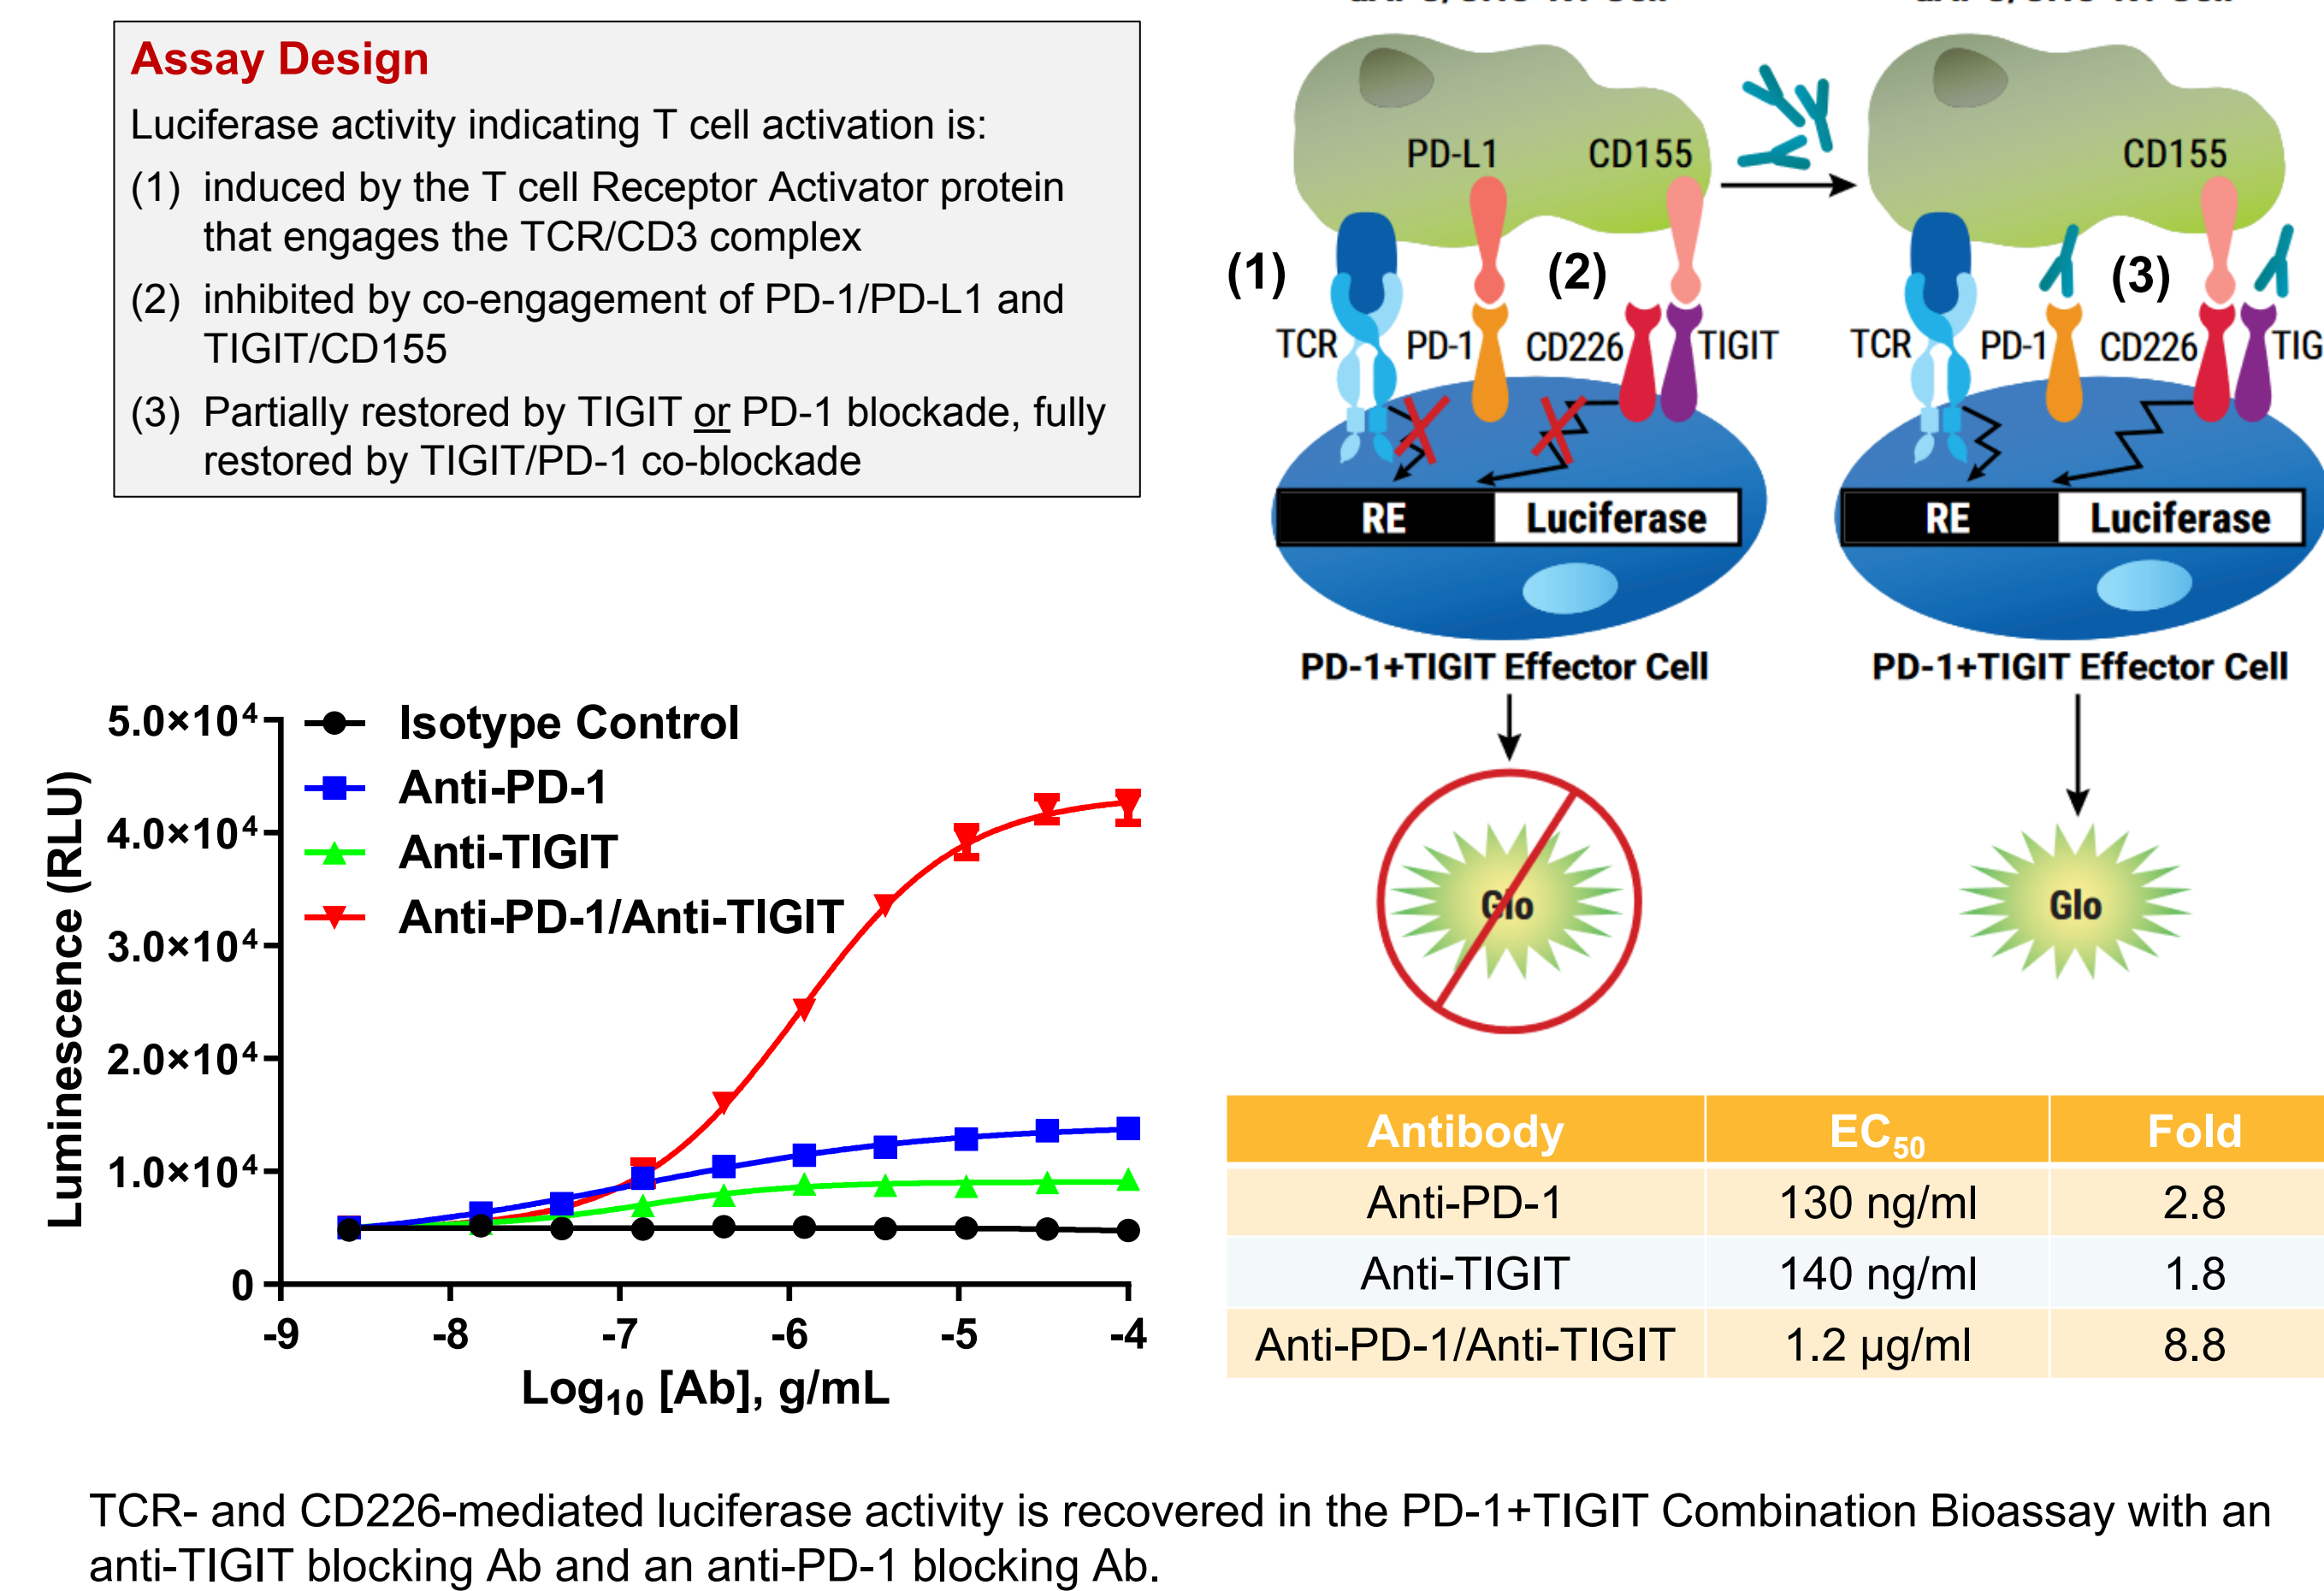 Assay Design
Luciferase activity indicating T cell activation is:
(1) induced by the T cell Receptor Activator protein
that engages the TCR/CD3 complex
(2) inhibited by co-engagement of PD-1/PD-L1 and
TIGIT/CD155
(3) Partially restored by TIGIT or PD-1 blockade, fully
restored by TIGIT/PD-1 co-blockade
PD-L1 CD155
CD155
(1) (2) (3)
TCR PD-1 CD226 TIGIT
TCR PD-1 CD226 TIG
RE Luciferase
RE Luciferase
PD-1+TIGIT Effector Cell
PD-1+TIGIT Effector Cell
Glo
Glo
Isotype Control
Anti-PD-1
Anti-TIGIT
Anti-PD-1/Anti-TIGIT
Luminescence (RLU)
5.0×10⁴
4.0×10⁴
3.0×10⁴
2.0×10⁴
1.0×10⁴
0
-9 -8 -7 -6 -5 -4
Log₁₀ [Ab], g/mL
Antibody EC₅₀ Fold
Anti-PD-1 130 ng/ml 2.8
Anti-TIGIT 140 ng/ml 1.8
Anti-PD-1/Anti-TIGIT 1.2 µg/ml 8.8
TCR- and CD226-mediated luciferase activity is recovered in the PD-1+TIGIT Combination Bioassay with an
anti-TIGIT blocking Ab and an anti-PD-1 blocking Ab.